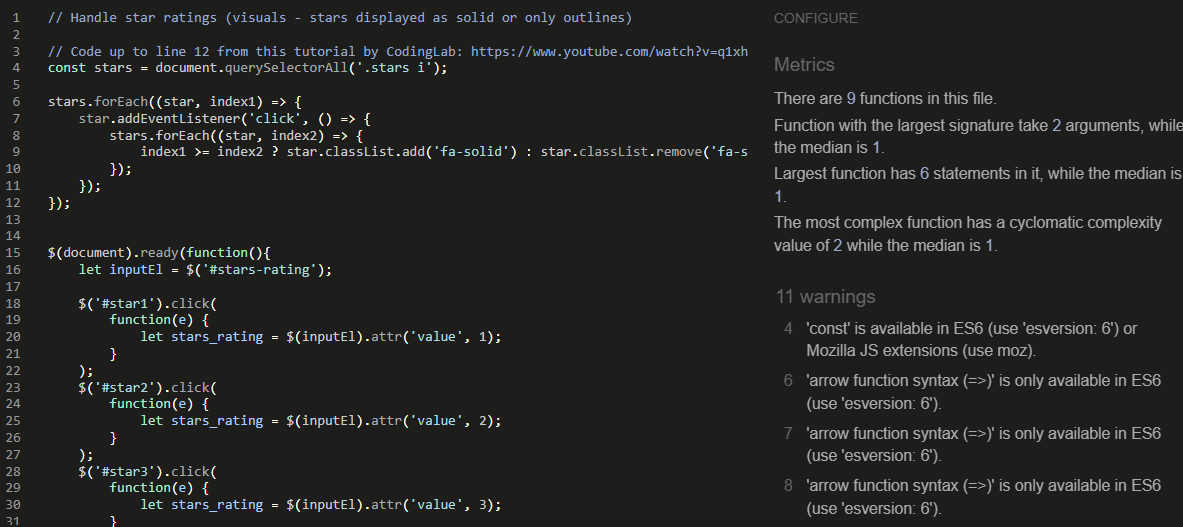 1 // Handle star ratings (visuals - stars displayed as solid or only outlines)
2
3 // Code up to line 12 from this tutorial by CodingLab: https://www.youtube.com/watch?v=q1xh
4 const stars = document.querySelectorAll('.stars i');
5
6 stars.forEach((star, index1) => {
7 star.addEventListener('click', () => {
8 stars.forEach((star, index2) => {
9 index1 >= index2 ? star.classList.add('fa-solid') : star.classList.remove('fa-s
10 });
11 });
12 });
13
14
15 $(document).ready(function(){
16 let inputEl = $('#stars-rating');
17
18 $('#star1').click(
19 function(e) {
20 let stars_rating = $(inputEl).attr('value', 1);
21 }
22 );
23 $('#star2').click(
24 function(e) {
25 let stars_rating = $(inputEl).attr('value', 2);
26 }
27 );
28 $('#star3').click(
29 function(e) {
30 let stars_rating = $(inputEl).attr('value', 3);
31 }
CONFIGURE
Metrics
There are 9 functions in this file.
Function with the largest signature take 2 arguments, while
the median is 1.
Largest function has 6 statements in it, while the median is
1.
The most complex function has a cyclomatic complexity
value of 2 while the median is 1.
11 warnings
4 'const' is available in ES6 (use 'esversion: 6') or
Mozilla JS extensions (use moz).
6 'arrow function syntax (=>)' is only available in ES6
(use 'esversion: 6').
7 'arrow function syntax (=>)' is only available in ES6
(use 'esversion: 6').
8 'arrow function syntax (=>)' is only available in ES6
(use 'esversion: 6').